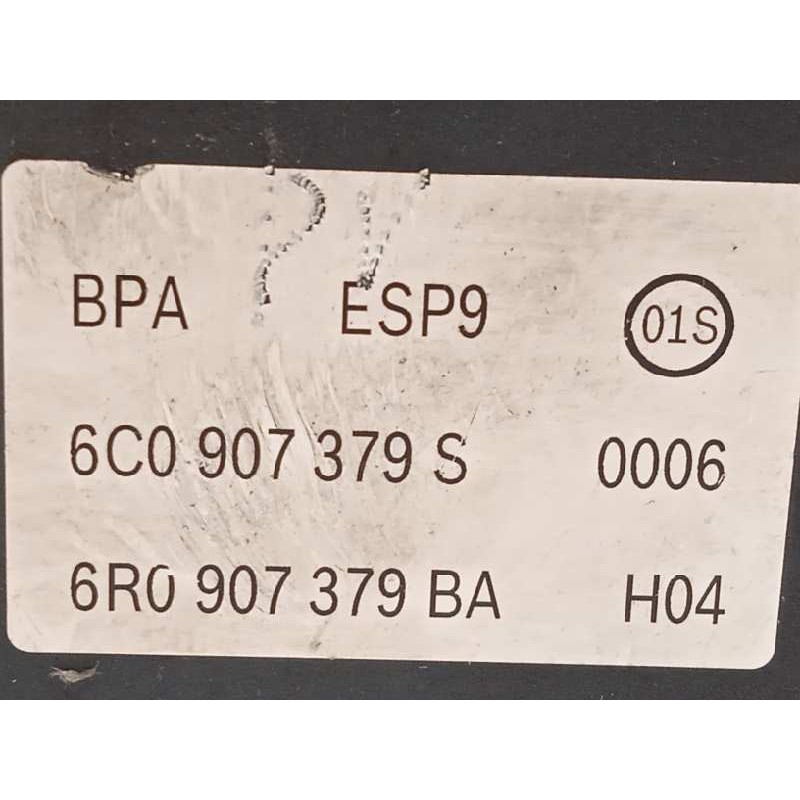 BPA ESP9 01S
6C0 907 379 S 0006
6R0 907 379 BA H04